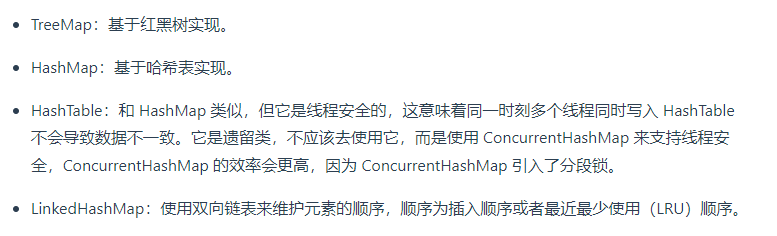 TreeMap：基于红黑树实现。
HashMap：基于哈希表实现。
HashTable：和 HashMap 类似，但它是线程安全的，这意味着同一时刻多个线程同时写入 HashTable
不会导致数据不一致。它是遗留类，不应该去使用它，而是使用 ConcurrentHashMap 来支持线程安
全，ConcurrentHashMap 的效率会更高，因为 ConcurrentHashMap 引入了分段锁。
LinkedHashMap：使用双向链表来维护元素的顺序，顺序为插入顺序或者最近最少使用（LRU）顺序。